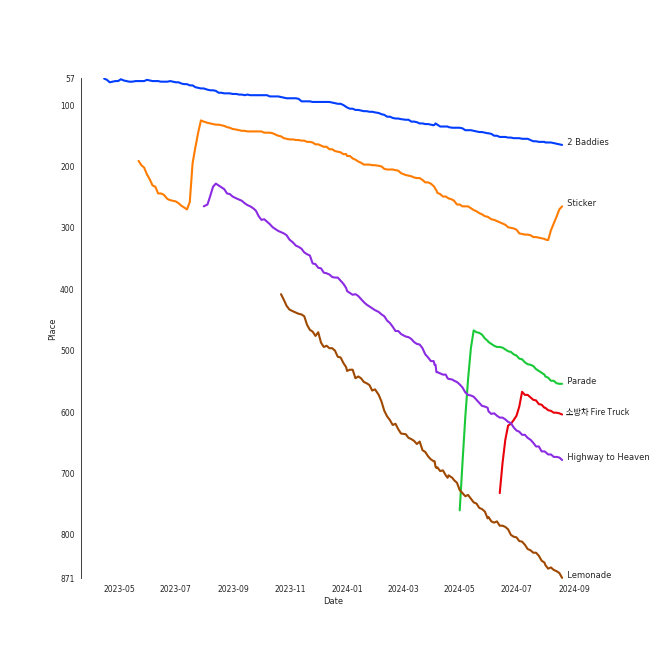 57
100
200
300
400
500
600
700
800
871
Place
2 Baddies
Sticker
Parade
소방차 Fire Truck
Highway to Heaven
Lemonade
2023-05
2023-07
2023-09
2023-11
2024-01
2024-03
2024-05
2024-07
2024-09
Date